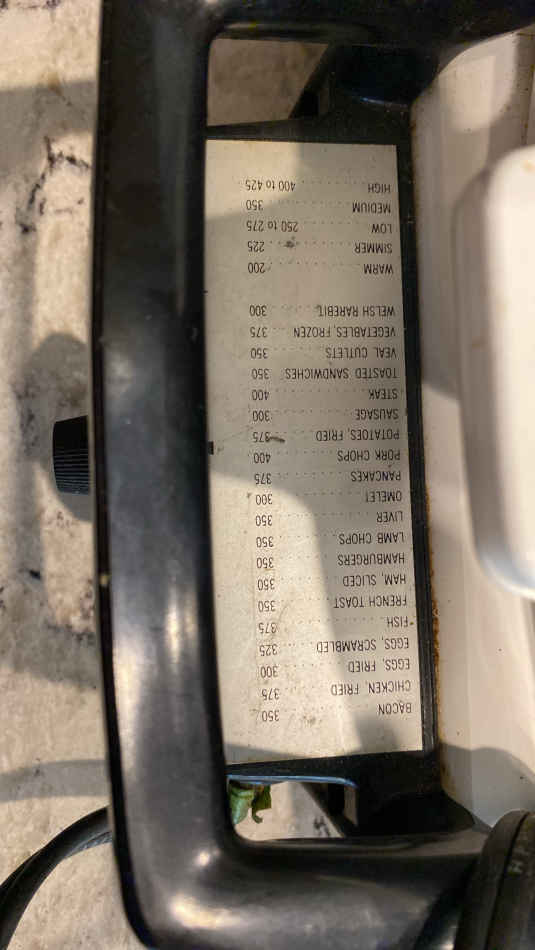 BACON . . . . . . . . 350
CHICKEN, FRIED . . . . . . . . 375
EGGS, FRIED . . . . . . . . 300
EGGS, SCRAMBLED . . . . . . . . 325
FISH . . . . . . . . 375
FRENCH TOAST . . . . . . . . 350
HAM, SLICED . . . . . . . . 350
HAMBURGERS . . . . . . . . 350
LAMB CHOPS . . . . . . . . 350
LIVER . . . . . . . . 350
OMELET . . . . . . . . 300
PANCAKES . . . . . . . . 375
PORK CHOPS . . . . . . . . 400
POTATOES, FRIED . . . . . . . . 375
SAUSAGE . . . . . . . . 300
STEAK . . . . . . . . 400
TOASTED SANDWICHES . . . . 350
VEAL CUTLETS . . . . . . . . 350
VEGETABLES, FROZEN . . . . 375
WELSH RAREBIT . . . . . . . . 300
WARM . . . . . . . . 200
SIMMER . . . . . . . . 225
LOW . . . . . . . . 250 to 275
MEDIUM . . . . . . . . 350
HIGH . . . . . . . . 400 to 425